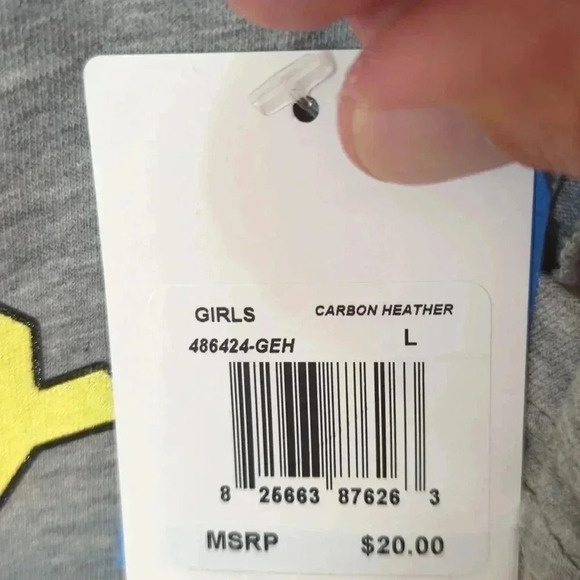 GIRLS CARBON HEATHER
486424-GEH L
8 25663 87626 3
MSRP $20.00